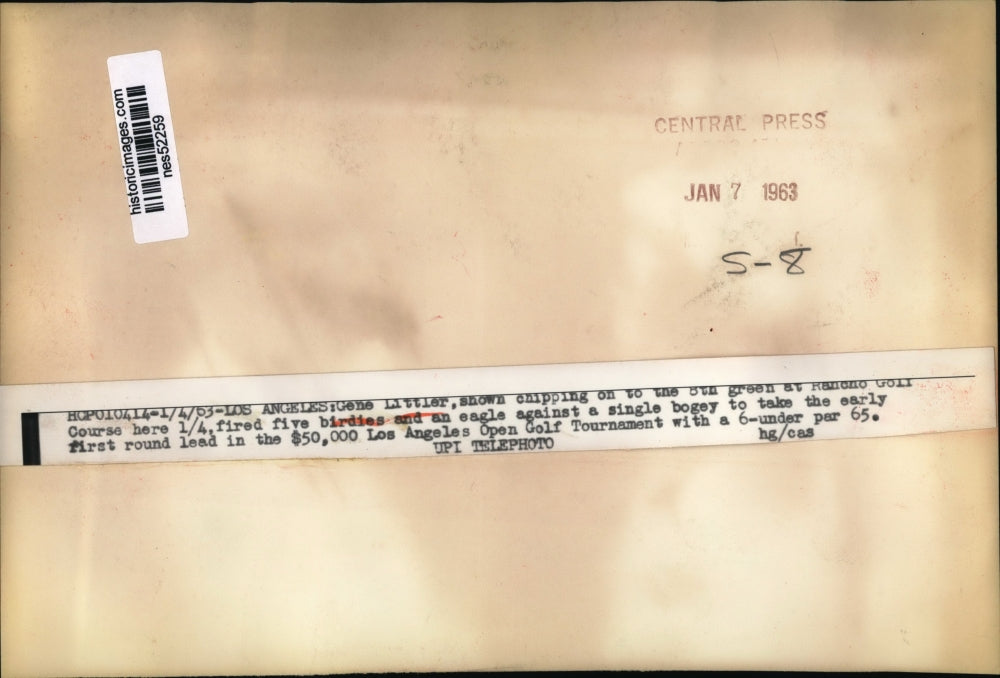 historicimages.com
nes52259
CENTRAL PRESS
JAN 7 1963
S-8
HCP010414-1/4/63-LOS ANGELES:Gene Littler,shown chipping on to the 8th green at Rancho Golf
Course here 1/4,fired five birdies and an eagle against a single bogey to take the early
first round lead in the $50,000 Los Angeles Open Golf Tournament with a 6-under par 65.
UPI TELEPHOTO hg/cas